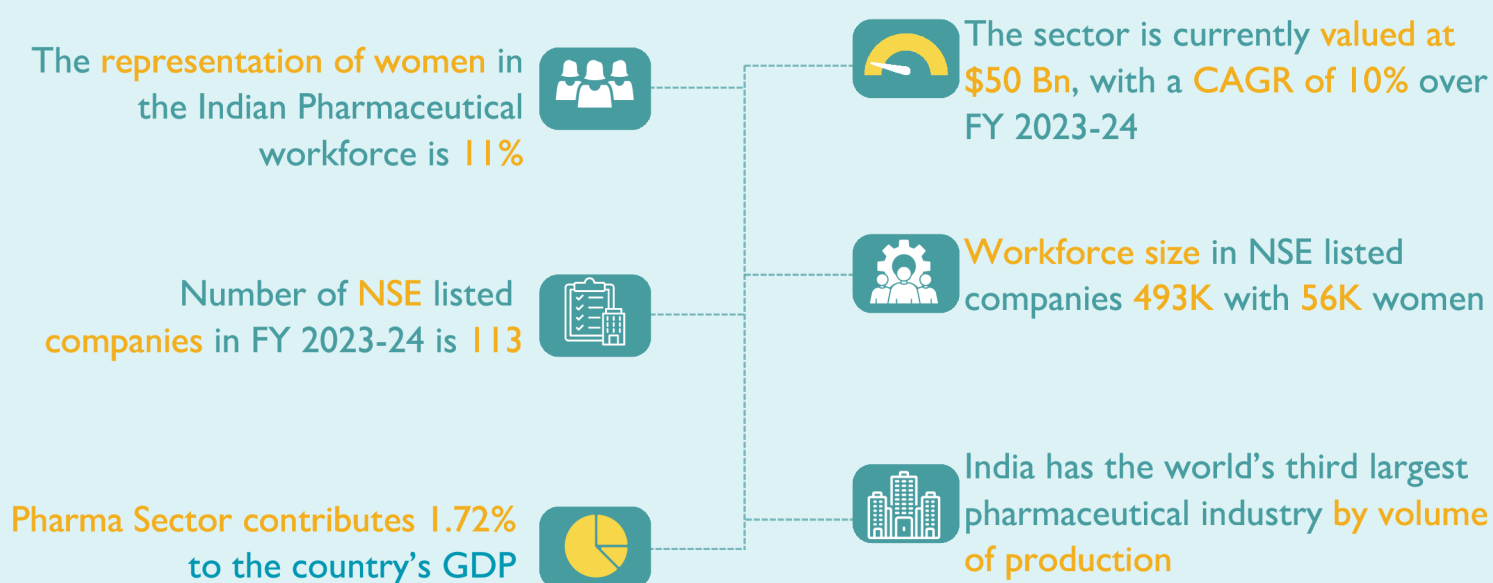 The representation of women in
the Indian Pharmaceutical
workforce is 11%
The sector is currently valued at
$50 Bn, with a CAGR of 10% over
FY 2023-24
Number of NSE listed
companies in FY 2023-24 is 113
Workforce size in NSE listed
companies 493K with 56K women
Pharma Sector contributes 1.72%
to the country's GDP
India has the world's third largest
pharmaceutical industry by volume
of production